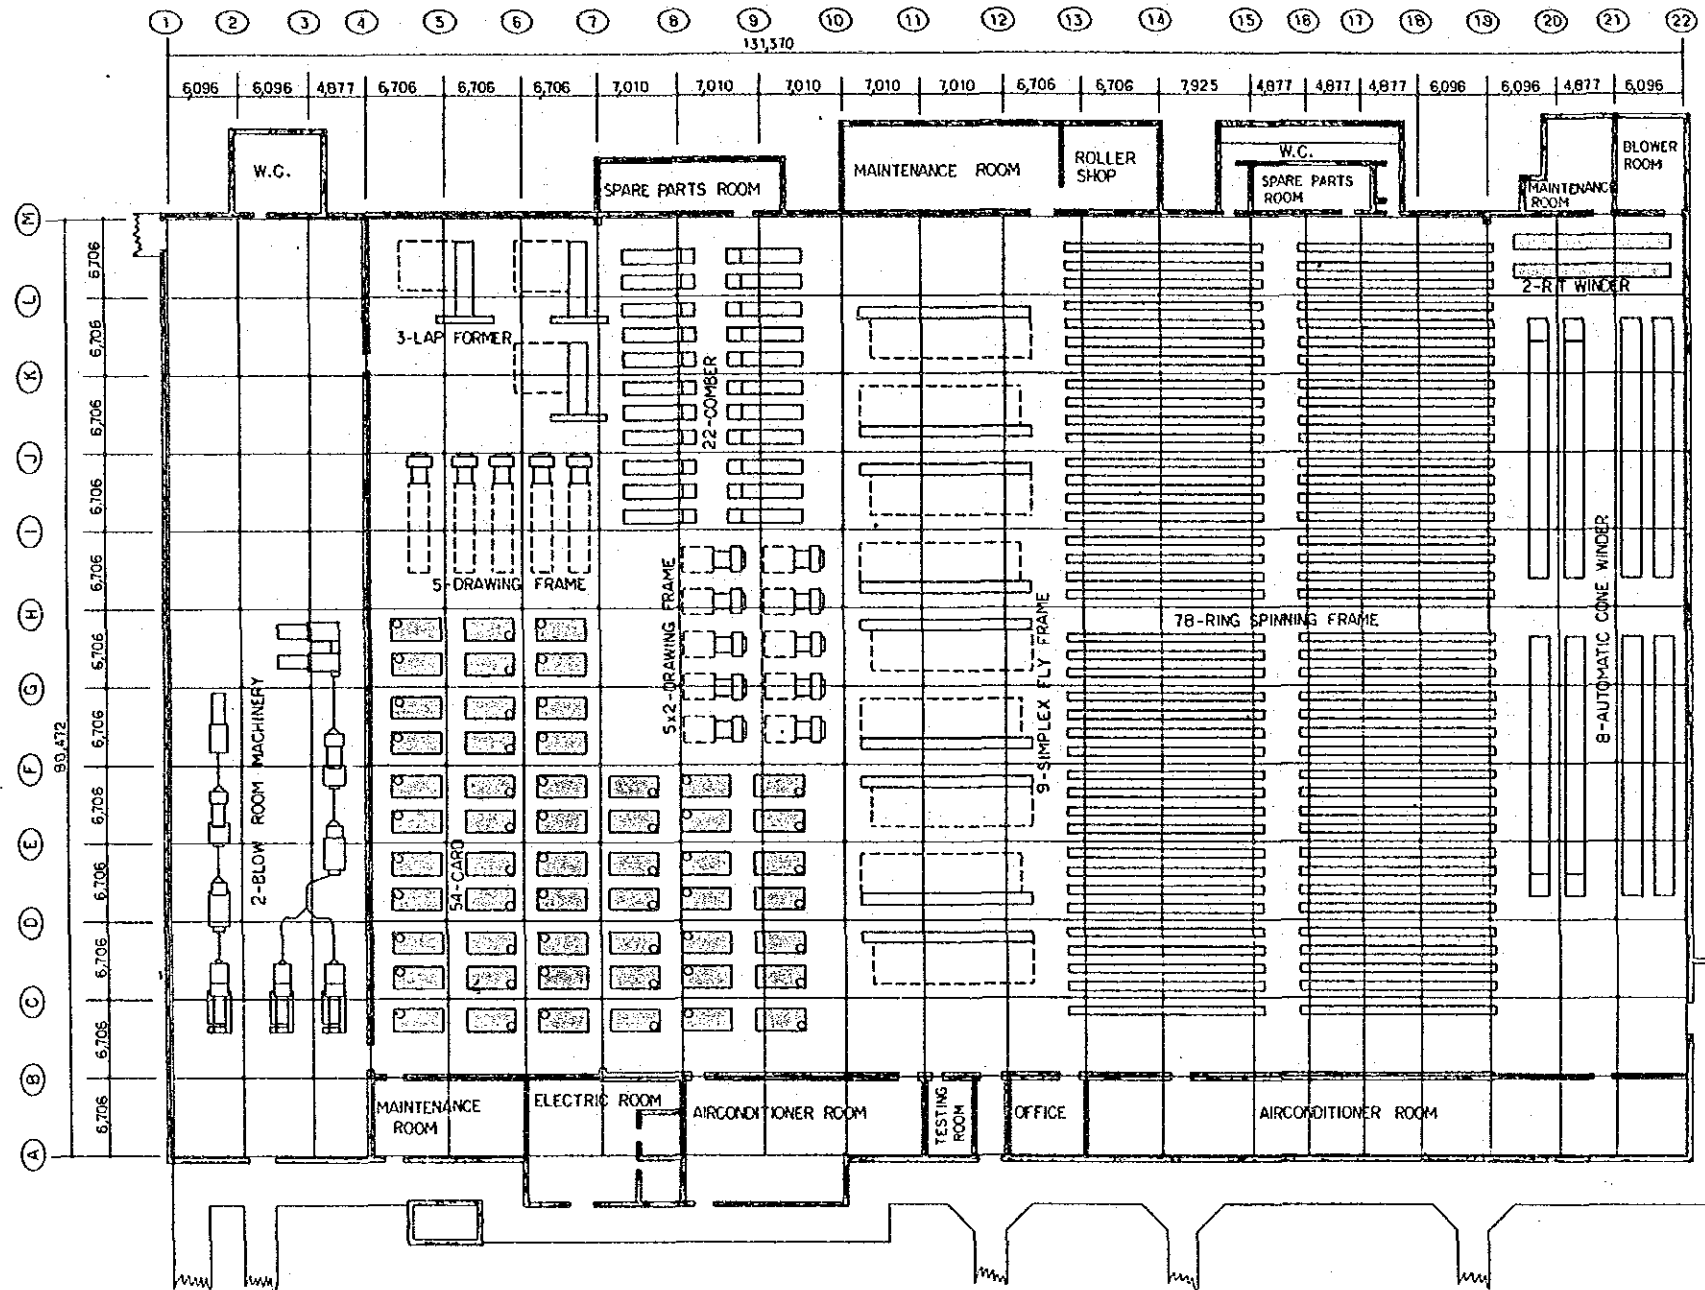 1 2 3 4 5 6 7 8 9 10 11 12 13 14 15 16 17 18 19 20 21 22
131,370
6,096 6,096 4,877 6,706 6,706 6,706 7,010 7,010 7,010 7,010 7,010 6,706 6,706 7,925 4,877 4,877 4,877 6,096 6,096 4,877 6,096
W.C.
SPARE PARTS ROOM
MAINTENANCE ROOM
ROLLER
SHOP
W.C.
SPARE PARTS
ROOM
MAINTENANCE
ROOM
BLOWER
ROOM
M
L
K
J
I
H
G
F
E
D
C
B
A
6,706
6,706
6,706
6,706
6,706
6,706
6,706
6,706
6,706
6,706
6,706
6,706
80,472
3-LAP FORMER
22-COMBER
2-R/T WINDER
5-DRAWING FRAME
5x2-DRAWING FRAME
9-SIMPLEX FLY FRAME
78-RING SPINNING FRAME
8-AUTOMATIC CONE WINDER
2-BLOW ROOM MACHINERY
54-CARD
MAINTENANCE
ROOM
ELECTRIC ROOM
AIRCONDITIONER ROOM
TESTING
ROOM
OFFICE
AIRCONDITIONER ROOM